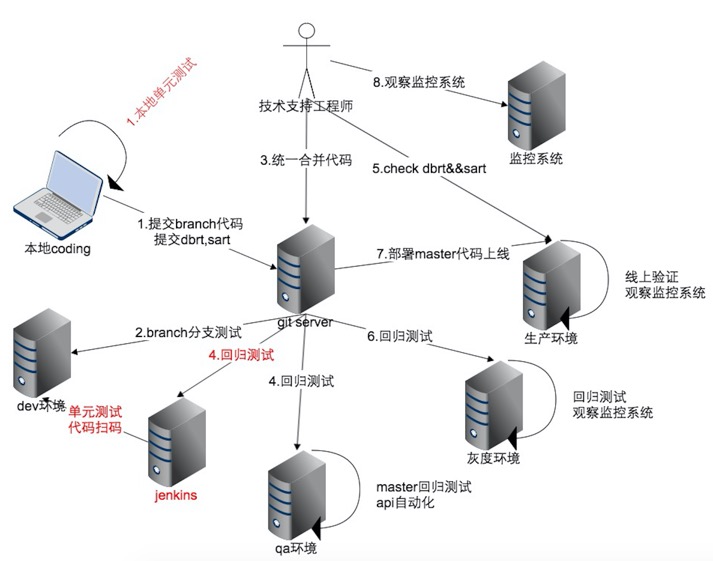 8.观察监控系统
1.本地单元测试
技术支持工程师
监控系统
3.统一合并代码
5.check dbrt&&sart
1.提交branch代码
提交dbrt,sart
本地coding
7.部署master代码上线
线上验证
观察监控系统
git server
生产环境
2.branch分支测试
6.回归测试
4.回归测试
4.回归测试
dev环境
单元测试
代码扫码
回归测试
观察监控系统
灰度环境
jenkins
master回归测试
api自动化
qa环境